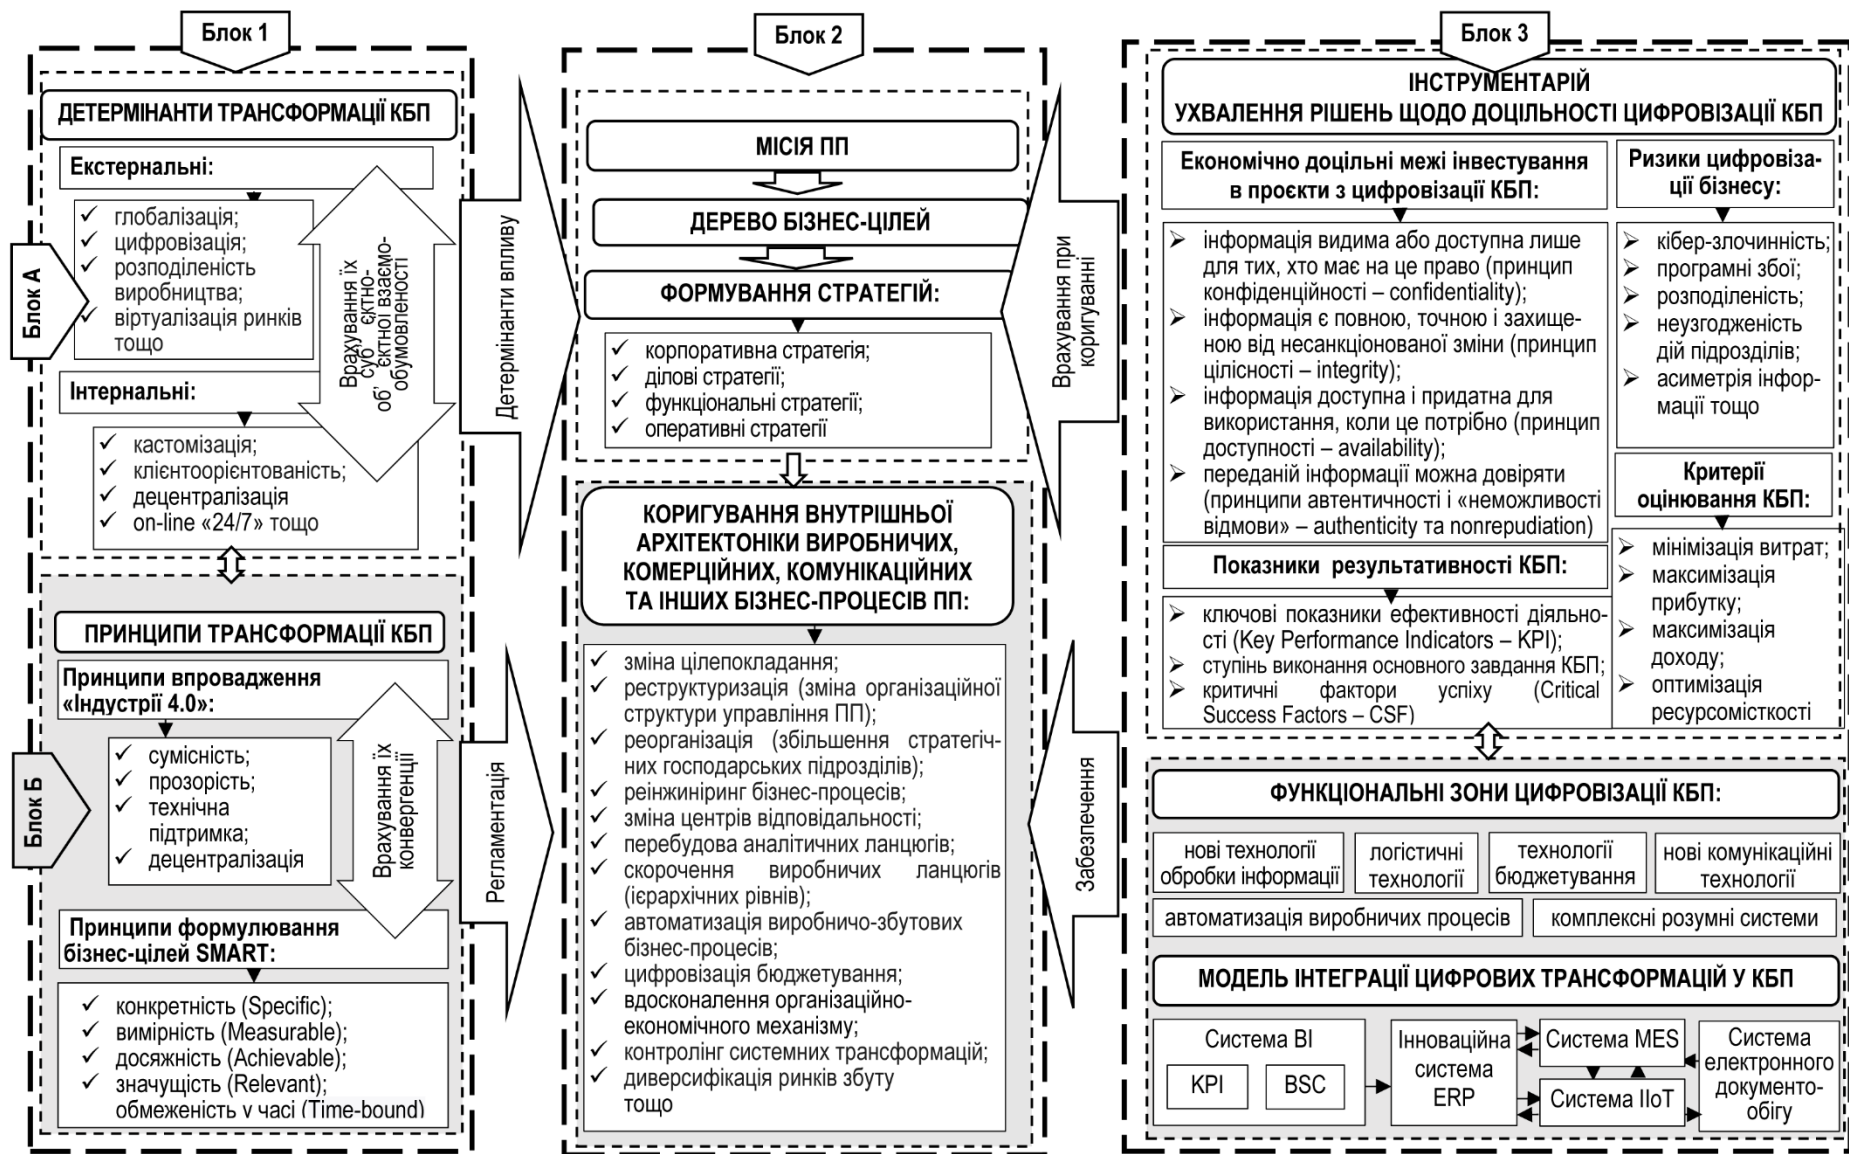 Блок 1
ДЕТЕРМІНАНТИ ТРАНСФОРМАЦІЇ КБП
Екстернальні:
глобалізація;
цифровізація;
розподіленість
виробництва;
віртуалізація ринків
тощо
Інтернальні:
кастомізація;
клієнтоорієнтованість;
децентралізація
on-line «24/7» тощо
Врахування їх
суб’єктно-
об’єктної взаємо-
обумовленості
Блок А
ПРИНЦИПИ ТРАНСФОРМАЦІЇ КБП
Принципи впровадження
«Індустрії 4.0»:
сумісність;
прозорість;
технічна
підтримка;
децентралізація
Врахування їх
конвергенції
Блок Б
Принципи формулювання
бізнес-цілей SMART:
конкретність (Specific);
вимірність (Measurable);
досяжність (Achievable);
значущість (Relevant);
обмеженість у часі (Time-bound)
Детермінанти впливу
Регламентація
Блок 2
МІСІЯ ПП
ДЕРЕВО БІЗНЕС-ЦІЛЕЙ
ФОРМУВАННЯ СТРАТЕГІЙ:
корпоративна стратегія;
ділові стратегії;
функціональні стратегії;
оперативні стратегії
КОРИГУВАННЯ ВНУТРІШНЬОЇ
АРХІТЕКТОНІКИ ВИРОБНИЧИХ,
КОМЕРЦІЙНИХ, КОМУНІКАЦІЙНИХ
ТА ІНШИХ БІЗНЕС-ПРОЦЕСІВ ПП:
зміна цілепокладання;
реструктуризація (зміна організаційної
структури управління ПП);
реорганізація (збільшення стратегіч-
них господарських підрозділів);
реінжиніринг бізнес-процесів;
зміна центрів відповідальності;
перебудова аналітичних ланцюгів;
скорочення виробничих ланцюгів
(ієрархічних рівнів);
автоматизація виробничо-збутових
бізнес-процесів;
цифровізація бюджетування;
вдосконалення організаційно-
економічного механізму;
контролінг системних трансформацій;
диверсифікація ринків збуту
тощо
Врахування при
коригуванні
Забезпечення
Блок 3
ІНСТРУМЕНТАРІЙ
УХВАЛЕННЯ РІШЕНЬ ЩОДО ДОЦІЛЬНОСТІ ЦИФРОВІЗАЦІЇ КБП
Економічно доцільні межі інвестування
в проєкти з цифровізації КБП:
інформація видима або доступна лише
для тих, хто має на це право (принцип
конфіденційності – confidentiality);
інформація є повною, точною і захище-
ною від несанкціонованої зміни (принцип
цілісності – integrity);
інформація доступна і придатна для
використання, коли це потрібно (принцип
доступності – availability);
переданій інформації можна довіряти
(принципи автентичності і «неможливості
відмови» – authenticity та nonrepudiation)
Показники результативності КБП:
ключові показники ефективності діяльно-
сті (Key Performance Indicators – KPI);
ступінь виконання основного завдання КБП;
критичні фактори успіху (Critical
Success Factors – CSF)
Ризики цифровіза-
ції бізнесу:
кібер-злочинність;
програмні збої;
розподіленість;
неузгодженість
дій підрозділів;
асиметрія інфор-
мації тощо
Критерії
оцінювання КБП:
мінімізація витрат;
максимізація
прибутку;
максимізація
доходу;
оптимізація
ресурсомісткості
ФУНКЦІОНАЛЬНІ ЗОНИ ЦИФРОВІЗАЦІЇ КБП:
нові технології
обробки інформації
логістичні
технології
технології
бюджетування
нові комунікаційні
технології
автоматизація виробничих процесів
комплексні розумні системи
МОДЕЛЬ ІНТЕГРАЦІЇ ЦИФРОВИХ ТРАНСФОРМАЦІЙ У КБП
Система BI
KPI
BSC
Інноваційна
система
ERP
Система MES
Система IIoT
Система
електронного
документо-
обігу